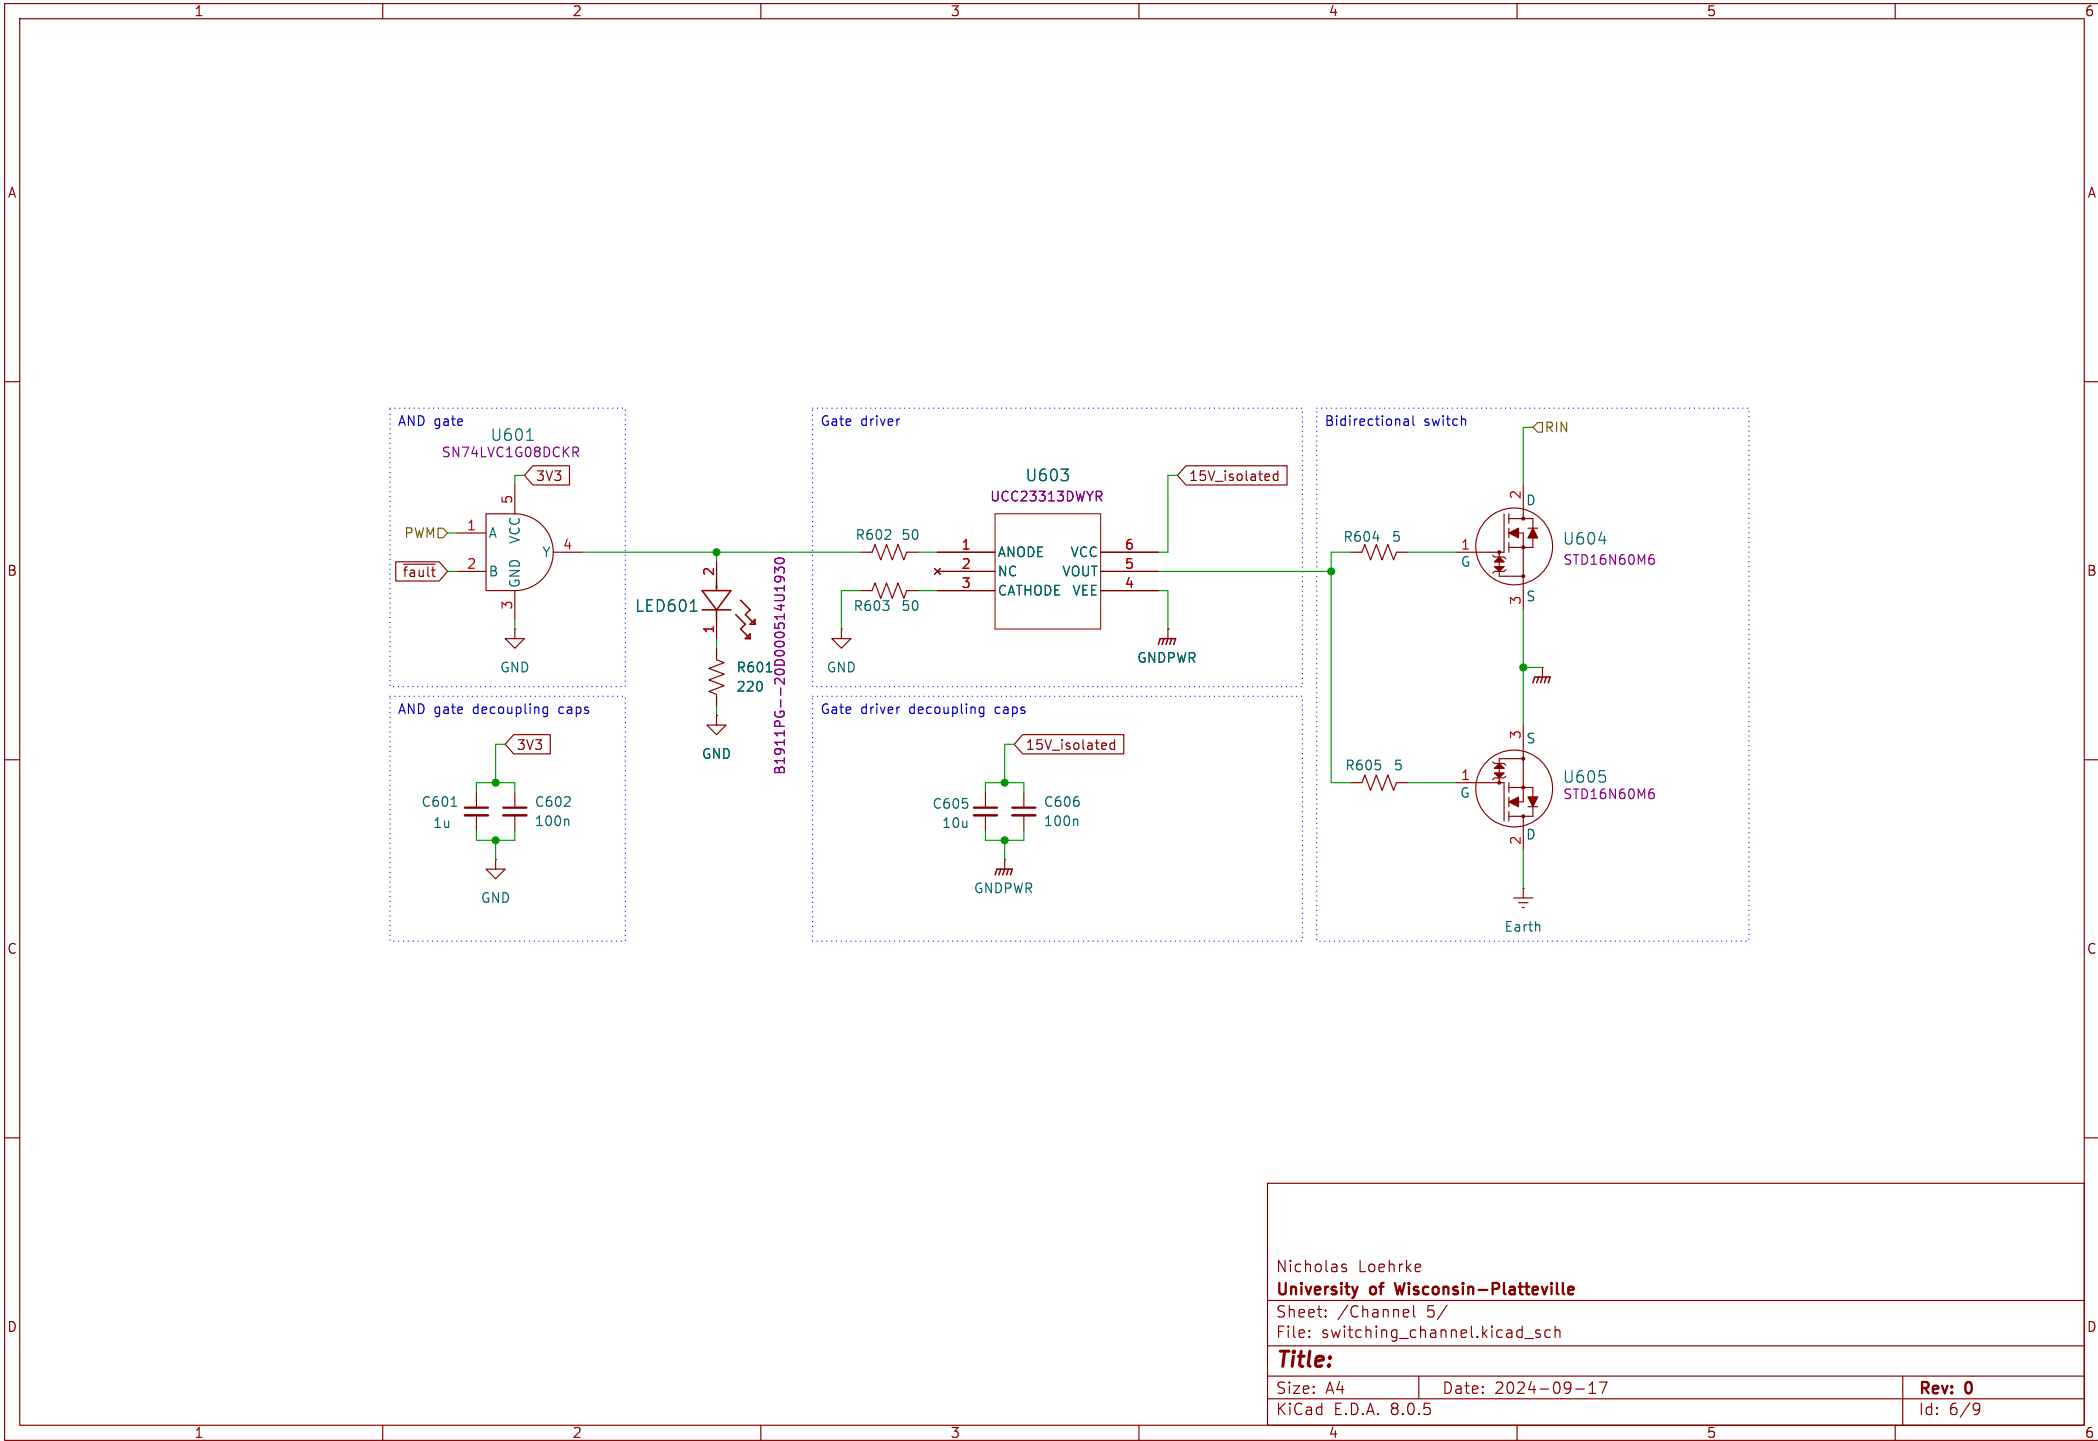 1 2 3 4 5 6
A A
B B
C C
D D
AND gate
U601
SN74LVC1G08DCKR
3V3
5
VCC
PWM 1 A
Y 4
fault 2 B
GND
3
GND
AND gate decoupling caps
3V3
C601
1u
C602
100n
GND
2
LED601
1
B1911PG--20D000514U1930
R601
220
GND
Gate driver
U603
UCC23313DWYR
15V_isolated
R602 50
1 ANODE VCC 6
2 NC VOUT 5
3 CATHODE VEE 4
R603 50
GND
GNDPWR
Gate driver decoupling caps
15V_isolated
C605
10u
C606
100n
GNDPWR
Bidirectional switch
RIN
2 D
R604 5
1
G
U604
STD16N60M6
3 S
3 S
R605 5
1
G
U605
STD16N60M6
D
2
Earth
Nicholas Loehrke
University of Wisconsin-Platteville
Sheet: /Channel 5/
File: switching_channel.kicad_sch
Title:
Size: A4 Date: 2024-09-17 Rev: 0
KiCad E.D.A. 8.0.5 Id: 6/9
1 2 3 4 5 6